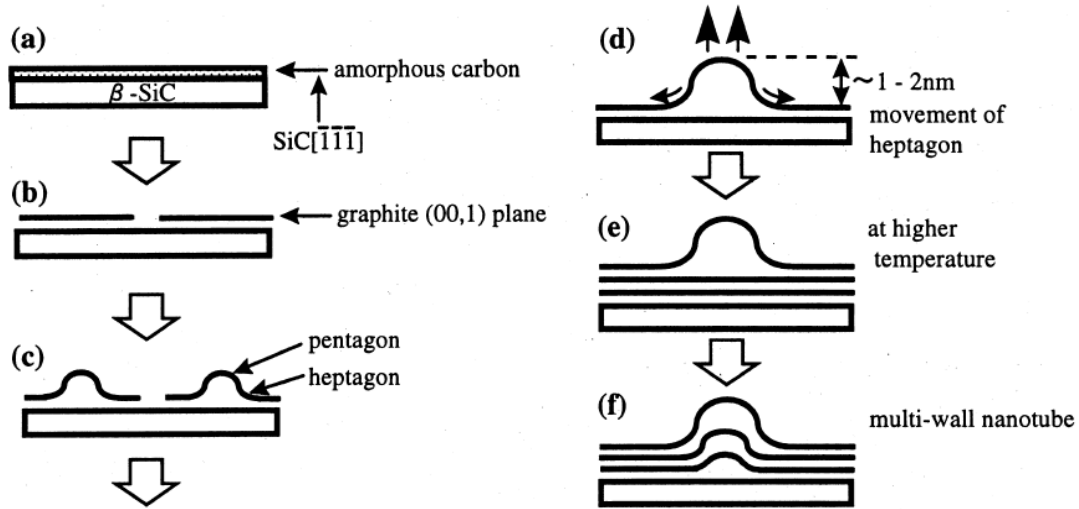 (a)
amorphous carbon
β-SiC
SiC[1̅1̅1̅]
(b)
graphite (00,1) plane
(c)
pentagon
heptagon
(d)
~1 - 2nm
movement of
heptagon
(e)
at higher
temperature
(f)
multi-wall nanotube